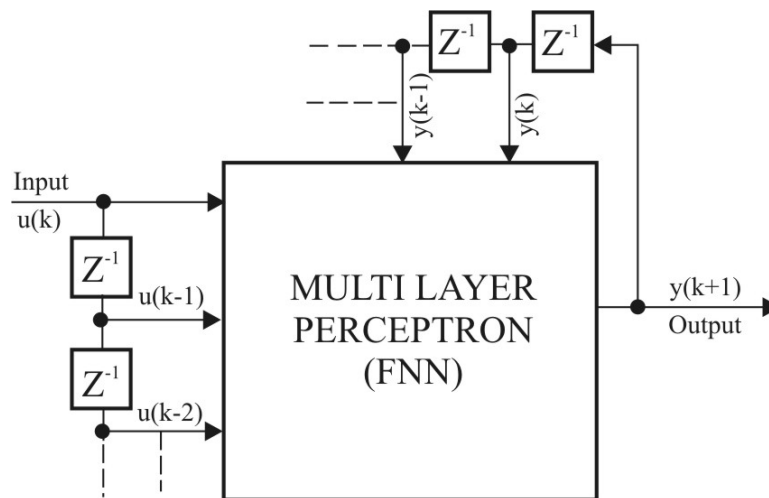 Z⁻¹ Z⁻¹
y(k-1)
y(k)
Input
u(k)
Z⁻¹
u(k-1)
Z⁻¹
u(k-2)
MULTI LAYER
PERCEPTRON
(FNN)
y(k+1)
Output